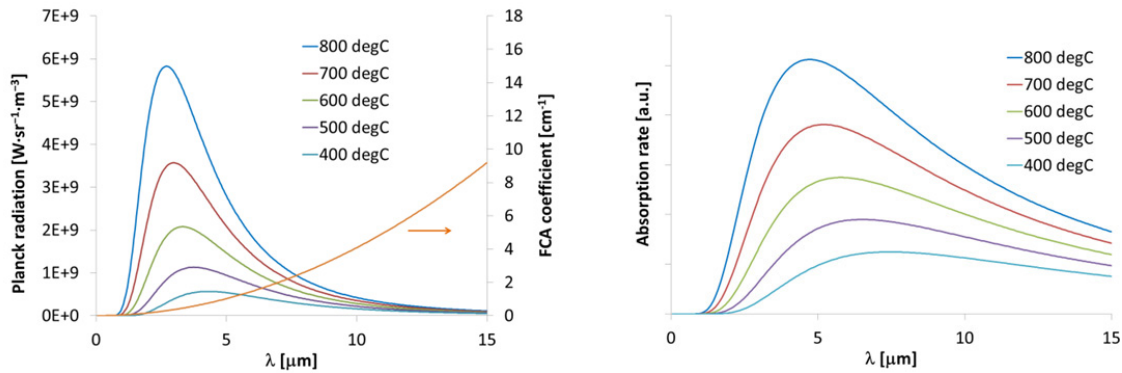 7E+9
6E+9
5E+9
4E+9
3E+9
2E+9
1E+9
0E+0
Planck radiation [W·sr⁻¹·m⁻³]
0
5
10
15
λ [μm]
18
16
14
12
10
8
6
4
2
0
FCA coefficient [cm⁻¹]
800 degC
700 degC
600 degC
500 degC
400 degC
Absorption rate [a.u.]
0
5
10
15
λ [μm]
800 degC
700 degC
600 degC
500 degC
400 degC